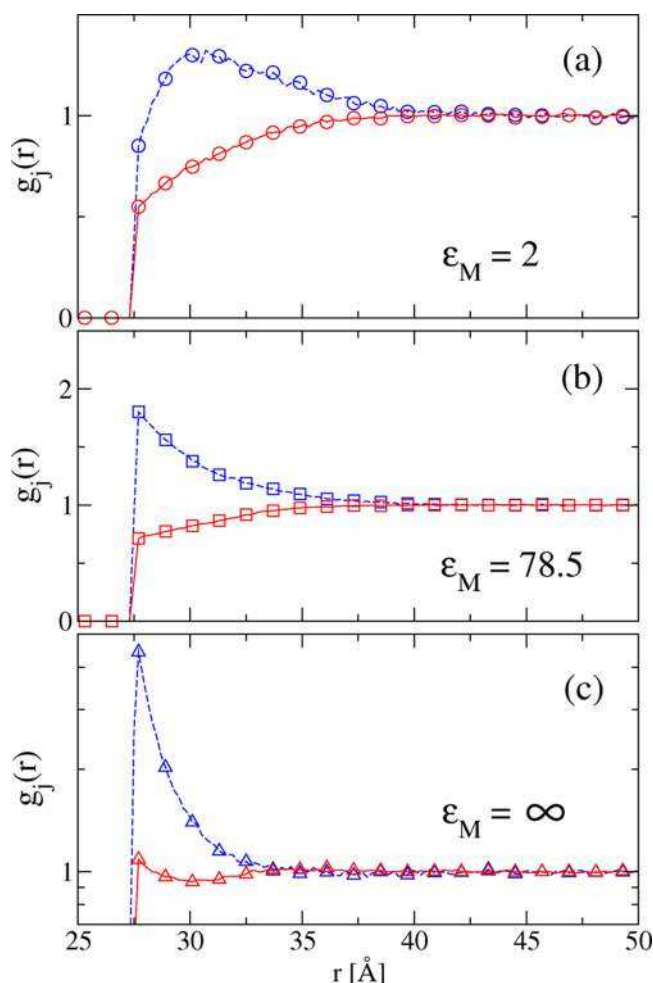 (a)
1
g_j(r)
ε_M = 2
0
(b)
2
g_j(r)
1
ε_M = 78.5
0
(c)
g_j(r)
ε_M = ∞
1
25 30 35 40 45 50
r [Å]